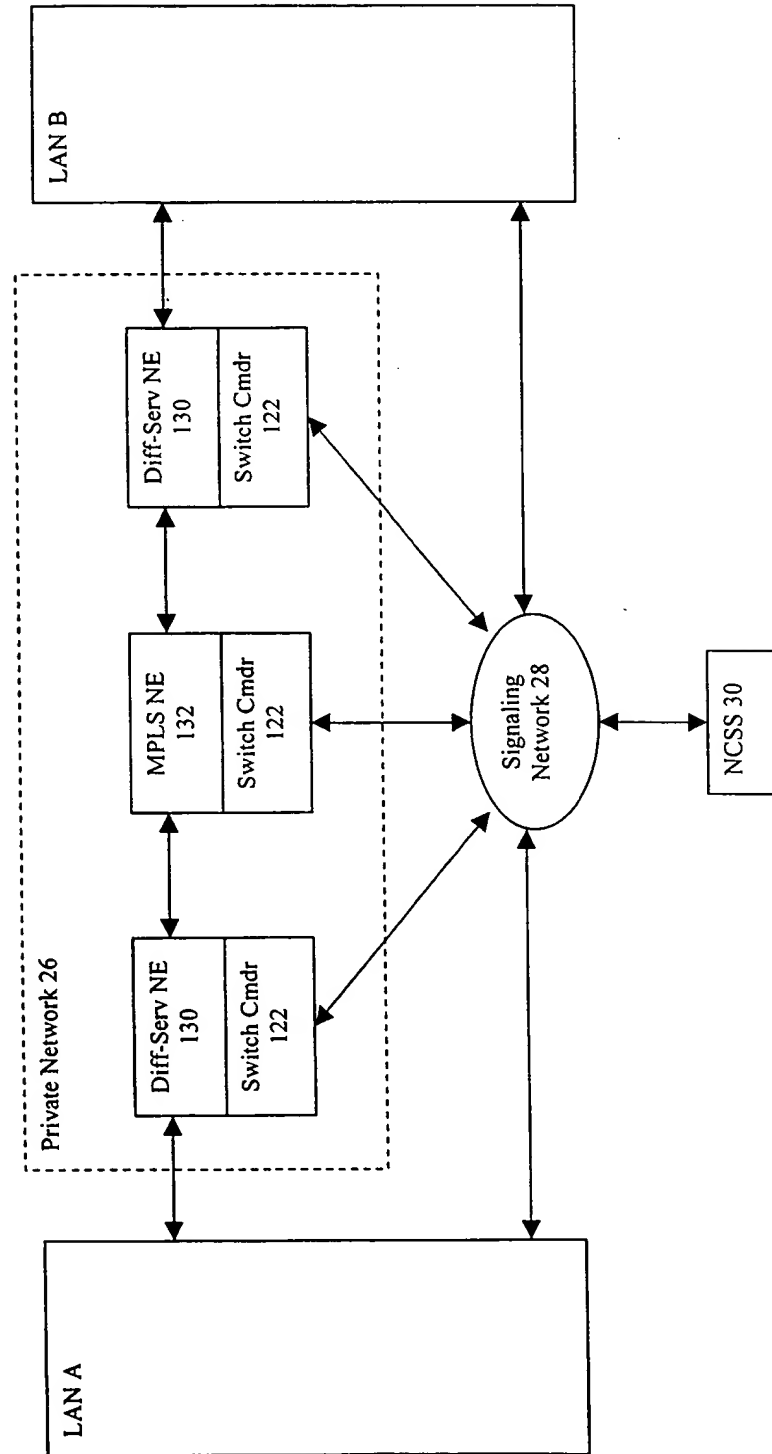 LAN A
Private Network 26
Diff-Serv NE
130
Switch Cmdr
122
MPLS NE
132
Switch Cmdr
122
Diff-Serv NE
130
Switch Cmdr
122
LAN B
Signaling
Network 28
NCSS 30